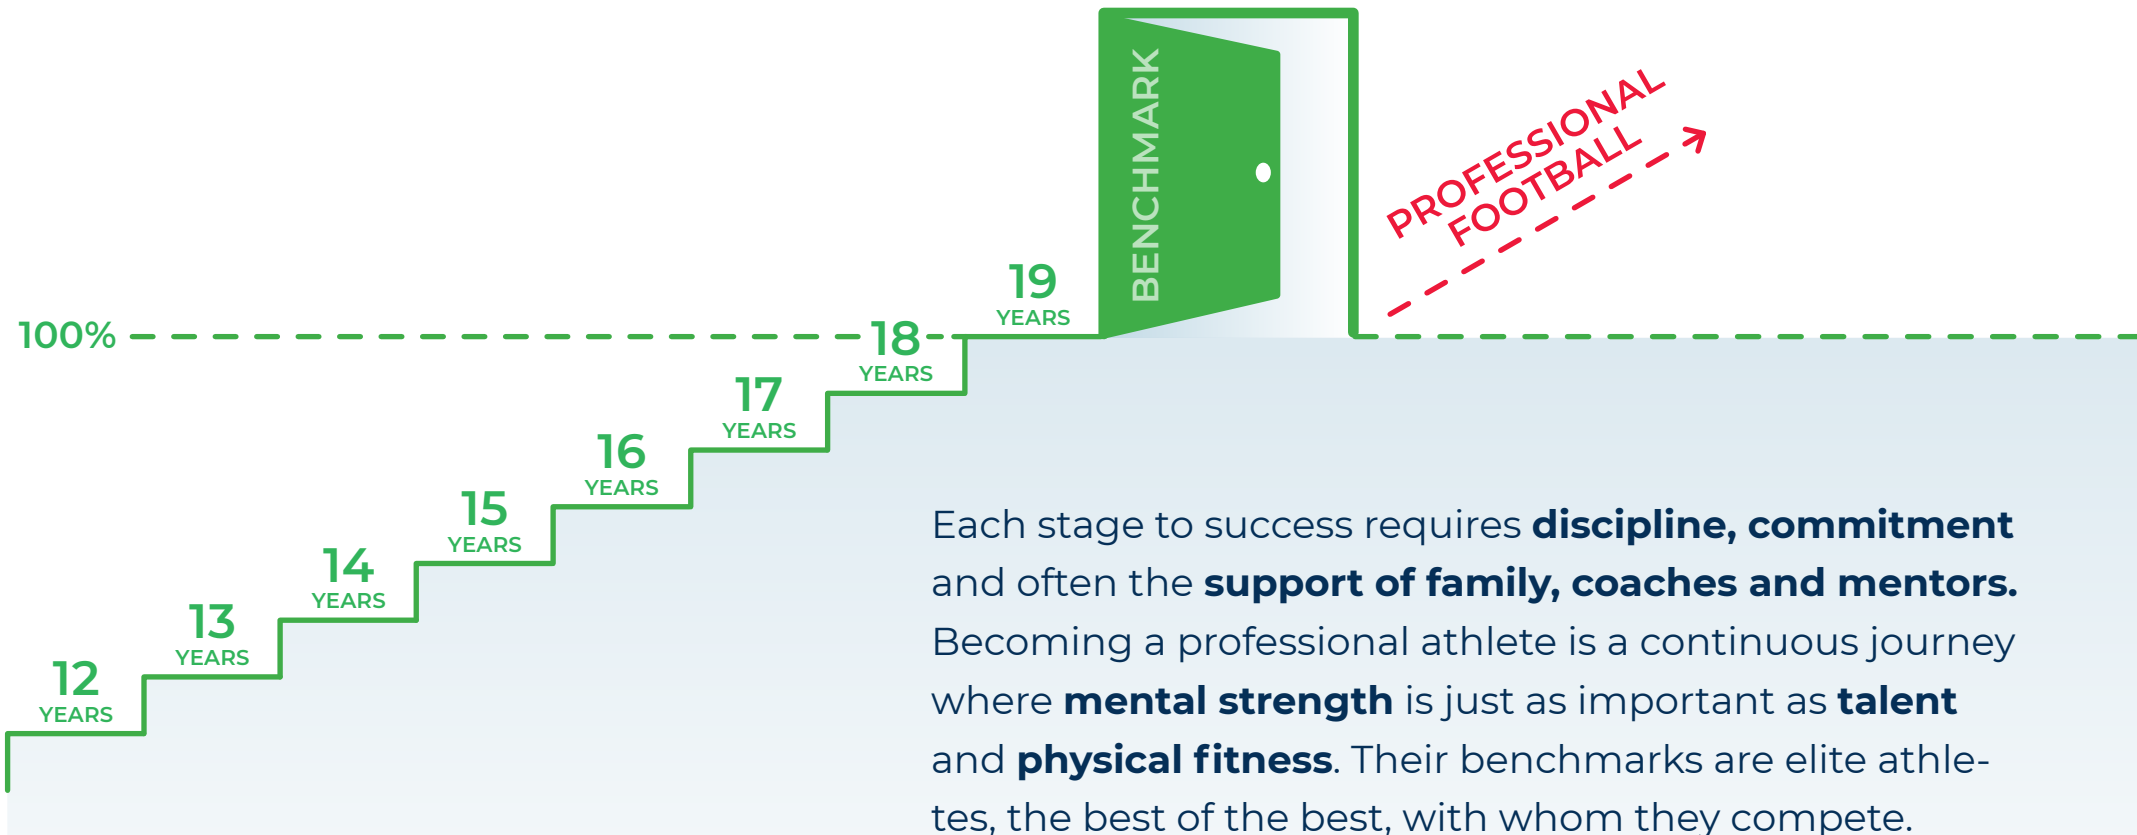 BENCHMARK
PROFESSIONAL
FOOTBALL
100%
19
YEARS
18
YEARS
17
YEARS
16
YEARS
15
YEARS
14
YEARS
13
YEARS
12
YEARS
Each stage to success requires discipline, commitment
and often the support of family, coaches and mentors.
Becoming a professional athlete is a continuous journey
where mental strength is just as important as talent
and physical fitness. Their benchmarks are elite athle-
tes, the best of the best, with whom they compete.